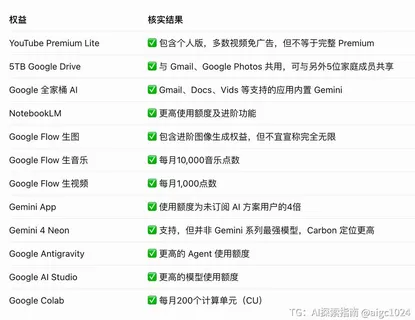 权益 核实结果
YouTube Premium Lite ✅ 包含个人版，多数视频免广告，但不等于完整 Premium
5TB Google Drive ✅ 与 Gmail、Google Photos 共用，可与另外5位家庭成员共享
Google 全家桶 AI ✅ Gmail、Docs、Vids 等支持的应用内置 Gemini
NotebookLM ✅ 更高使用额度及进阶功能
Google Flow 生图 ✅ 包含进阶图像生成权益，但不宜宣称完全无限
Google Flow 生音乐 ✅ 每月10,000音乐点数
Google Flow 生视频 ✅ 每月1,000点数
Gemini App ✅ 使用额度为未订阅 AI 方案用户的4倍
Gemini 4 Neon ✅ 支持，但并非 Gemini 系列最强模型，Carbon 定位更高
Google Antigravity ✅ 更高的 Agent 使用额度
Google AI Studio ✅ 更高的模型使用额度
Google Colab ✅ 每月200个计算单元（CU）
TG：AI探索指南 @aigc1024